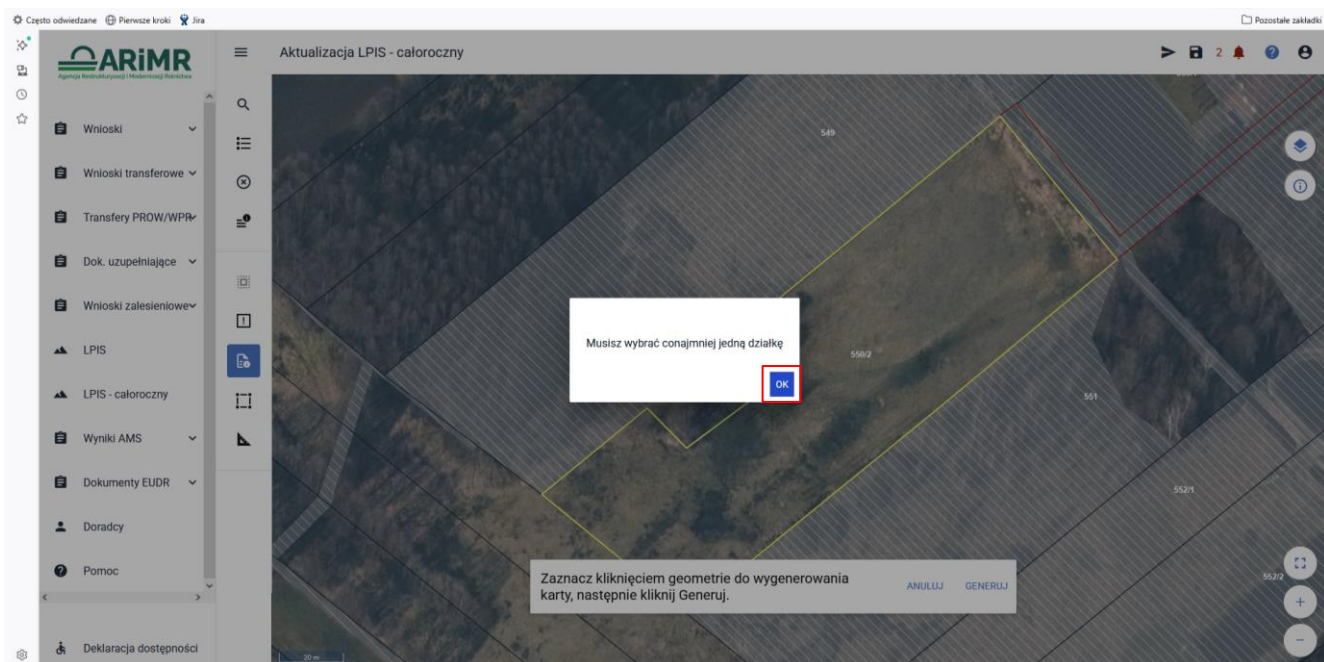 Często odwiedzane
Pierwsze kroki
Jira
Pozostałe zakładki
ARiMR
Agencja Restrukturyzacji i Modernizacji Rolnictwa
Aktualizacja LPIS - całoroczny
2
Wnioski
Wnioski transferowe
Transfery PROW/WPR
Dok. uzupełniające
Wnioski zalesieniowe
LPIS
LPIS - całoroczny
Wyniki AMS
Dokumenty EUDR
Doradcy
Pomoc
Deklaracja dostępności
549
Musisz wybrać conajmniej jedną działkę
OK
550/2
551
552/1
552/2
Zaznacz kliknięciem geometrie do wygenerowania
karty, następnie kliknij Generuj.
ANULUJ
GENERUJ
20 m